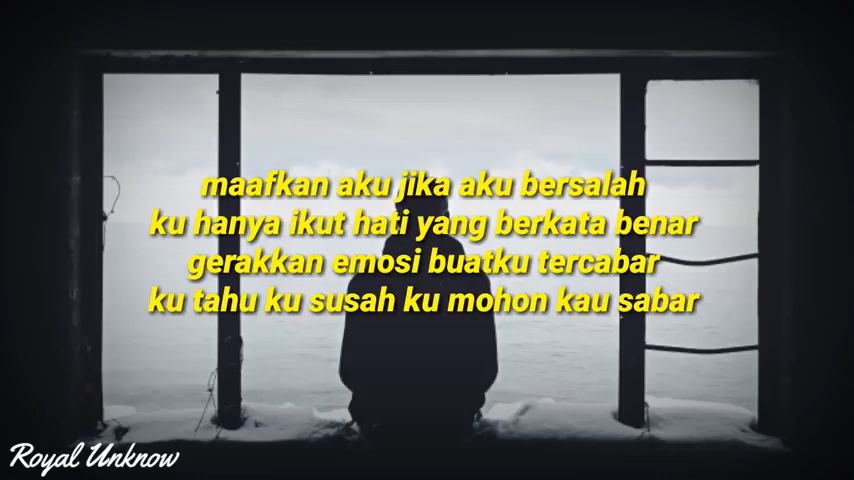 maafkan aku jika aku bersalah
ku hanya ikut hati yang berkata benar
gerakkan emosi buatku tercabar
ku tahu ku susah ku mohon kau sabar
Royal Unknow